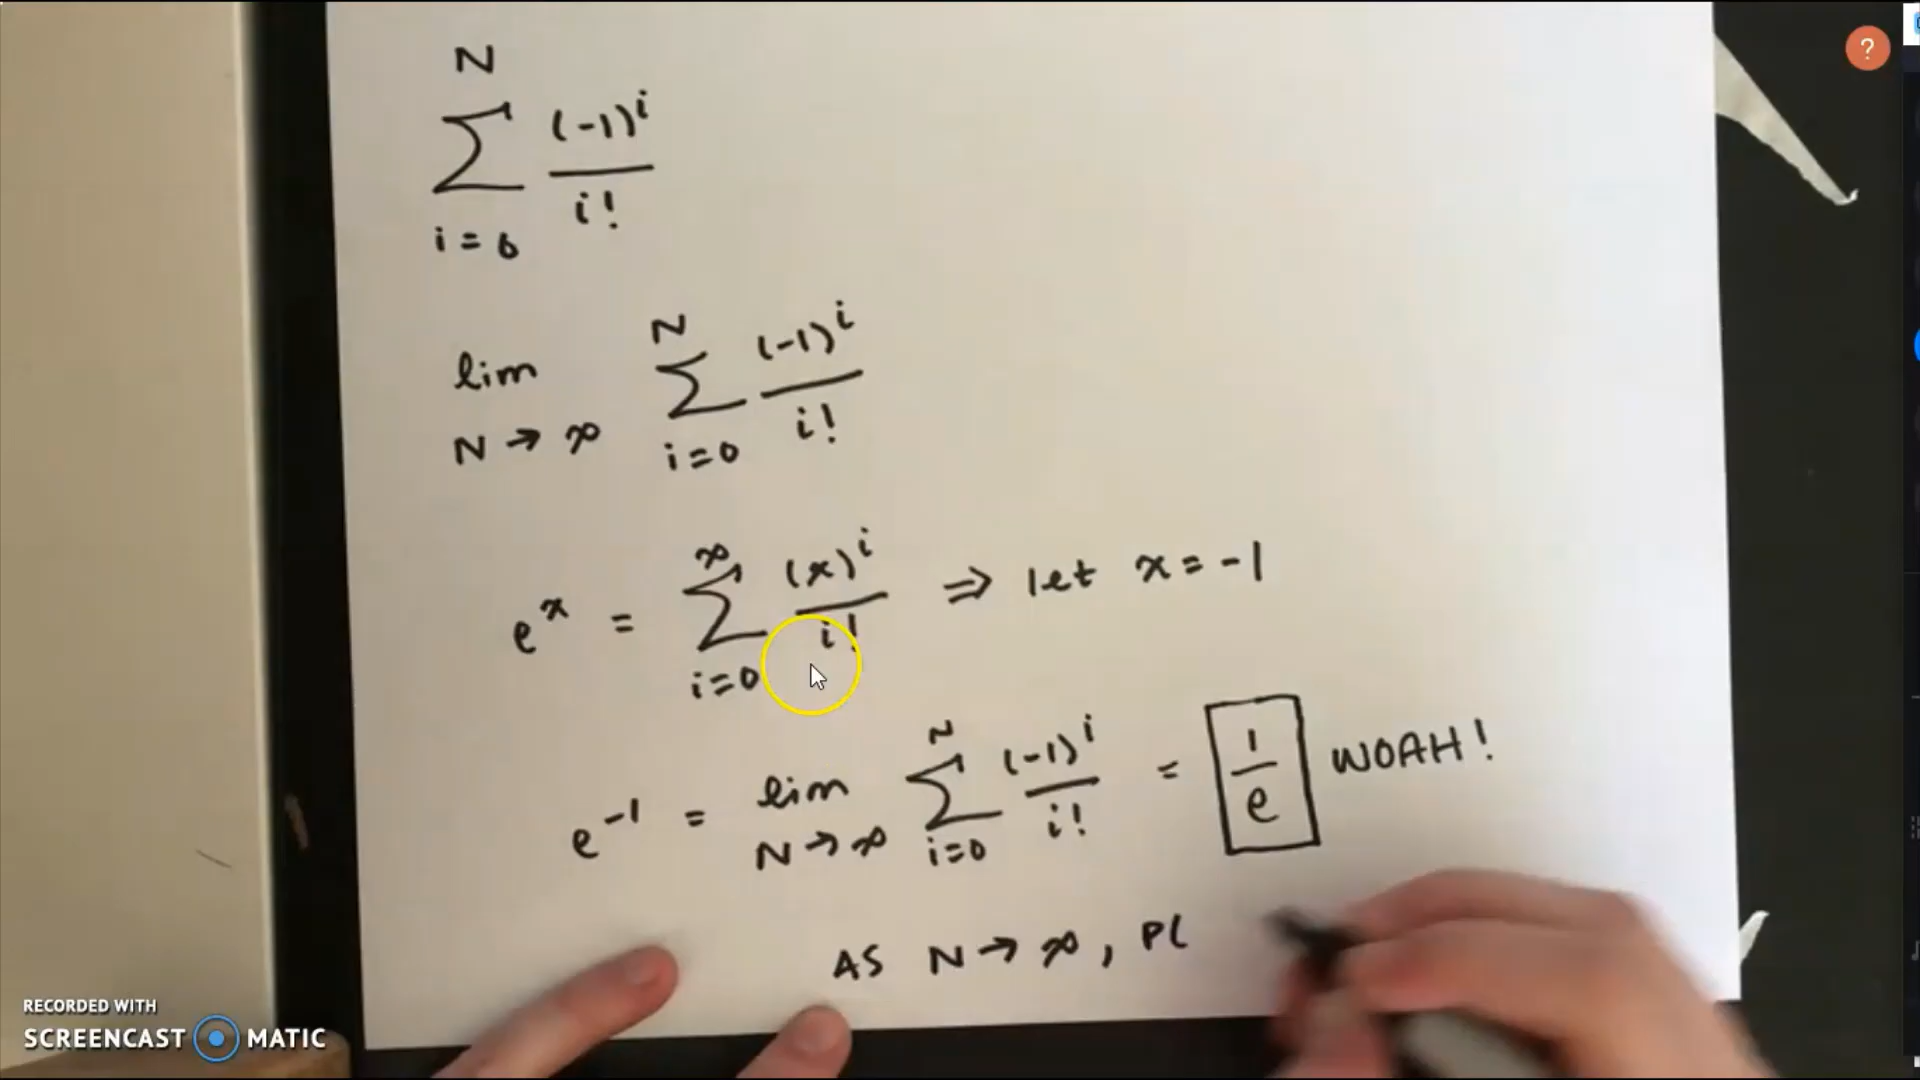 N
∑ (-1)^i / i!
i=0
lim N→∞ N ∑ i=0 (-1)^i / i!
e^x = ∞ ∑ i=0 (x)^i / i! ⇒ let x = -1
e^-1 = lim N→∞ N ∑ i=0 (-1)^i / i! = 1/e WOAH!
AS N→∞, P(
RECORDED WITH
SCREENCAST MATIC
?